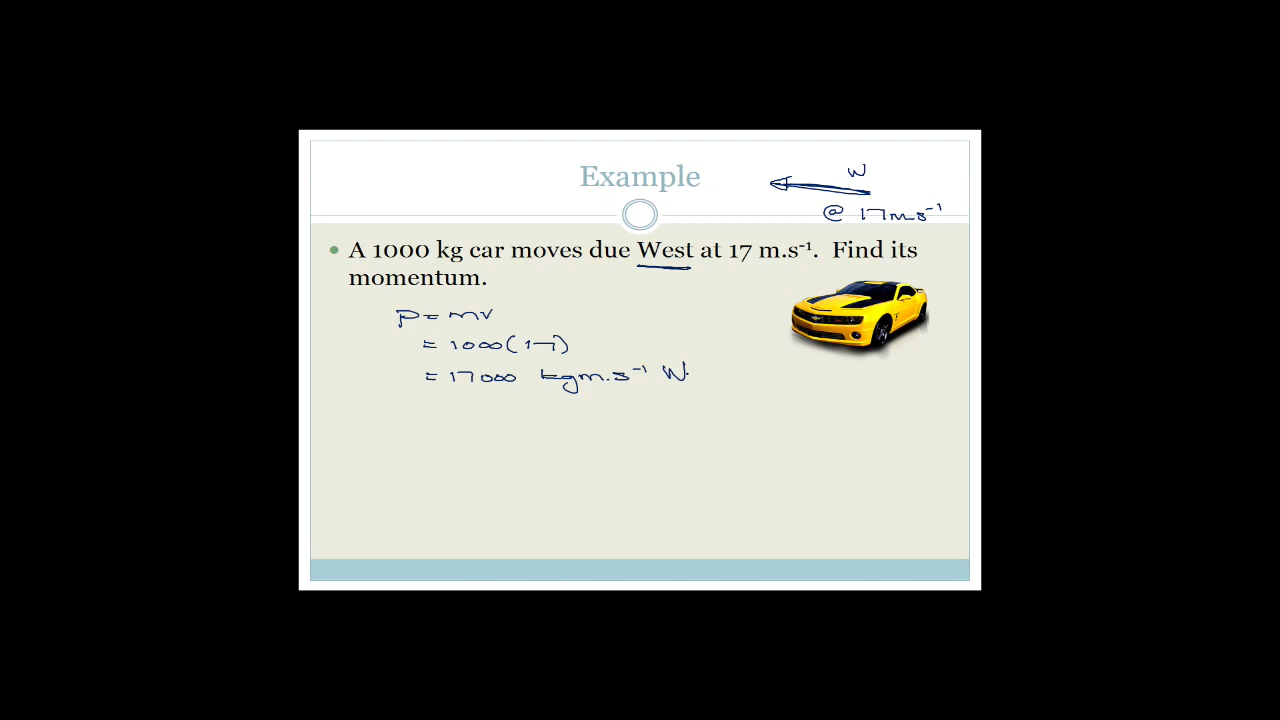 Example
W
@ 17m.s⁻¹
A 1000 kg car moves due West at 17 m.s⁻¹. Find its
momentum.
p = mv
= 1000(17)
= 17000 kgm.s⁻¹ W.